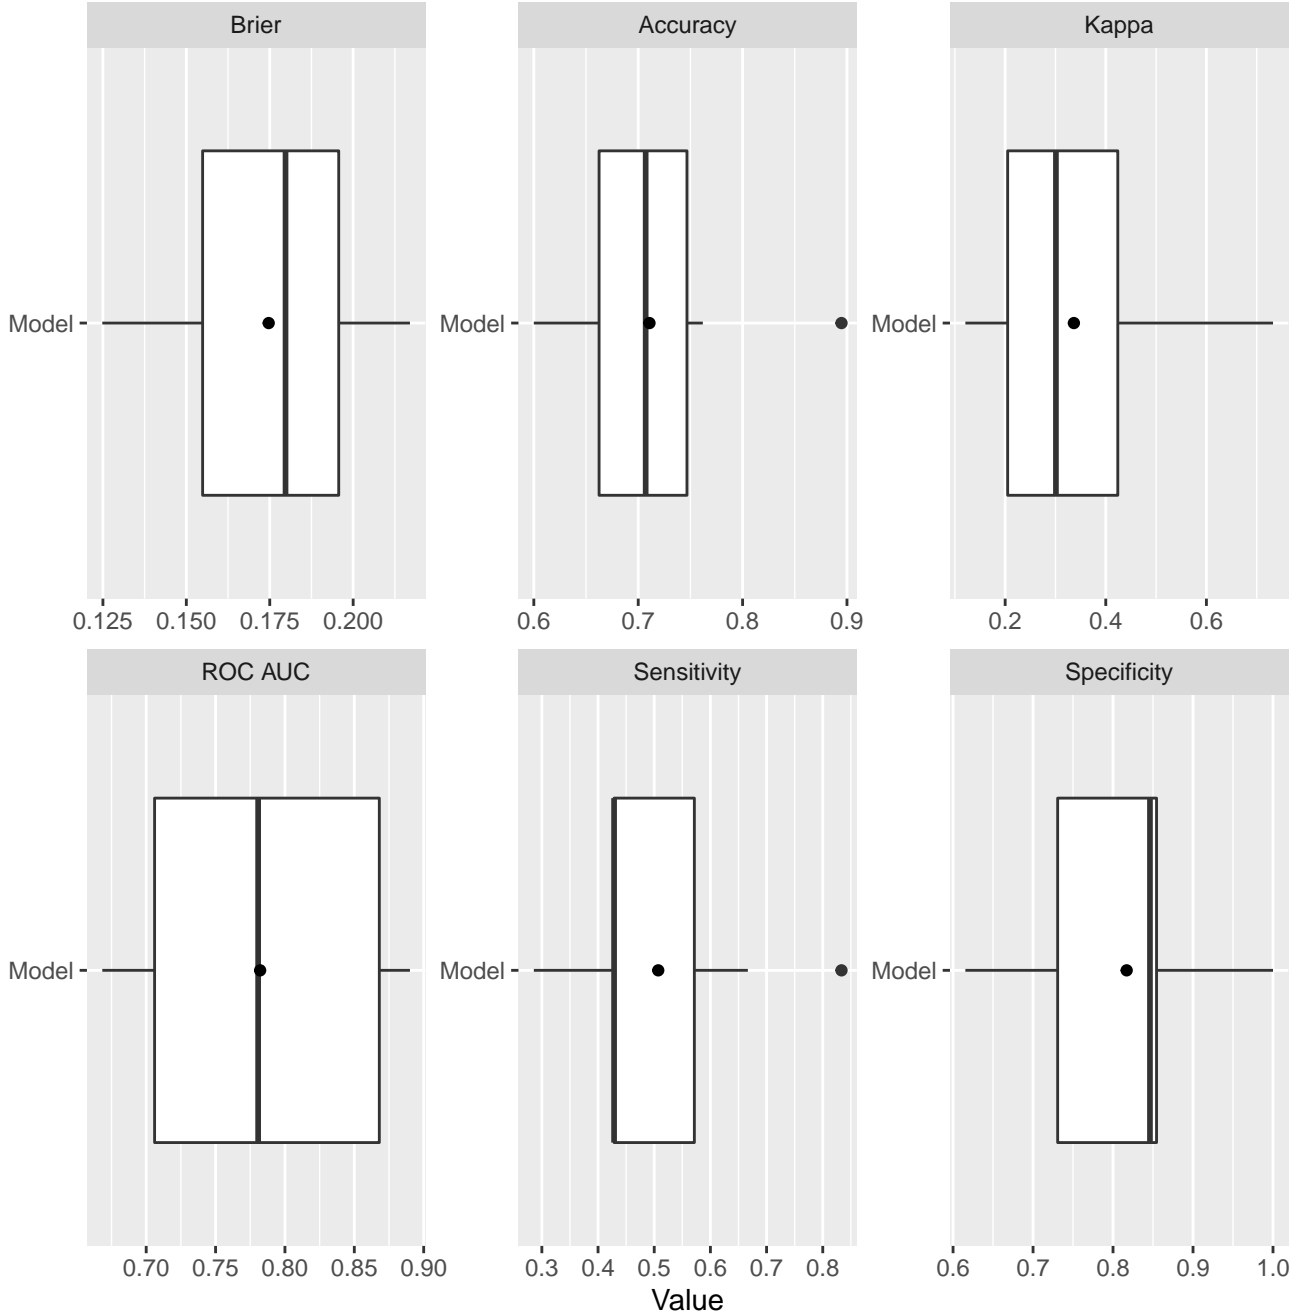 Brier Accuracy Kappa
Model Model Model
0.125 0.150 0.175 0.200 0.6 0.7 0.8 0.9 0.2 0.4 0.6
ROC AUC Sensitivity Specificity
Model Model Model
0.70 0.75 0.80 0.85 0.90 0.3 0.4 0.5 0.6 0.7 0.8 0.6 0.7 0.8 0.9 1.0
Value